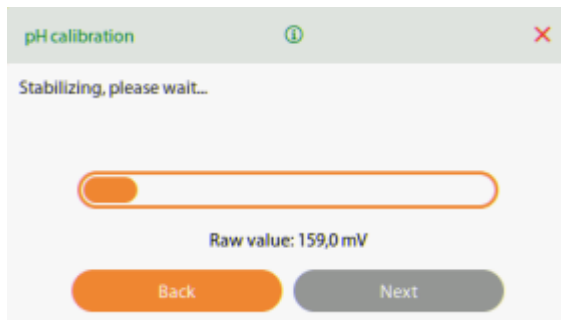 pH calibration
Stabilizing, please wait...
Raw value: 159,0 mV
Back
Next